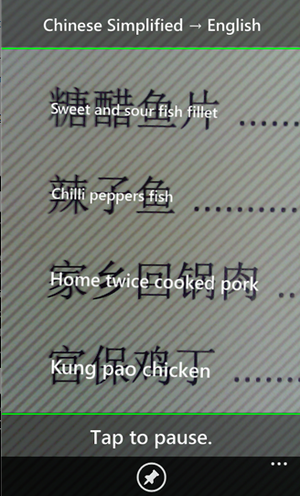 Chinese Simplified → English
糖醋鱼片 ......
Sweet and sour fish fillet
辣子鱼 ............
Chilli peppers fish
家乡回锅肉 ..
Home twice cooked pork
宫保鸡丁 ......
Kung pao chicken
Tap to pause.